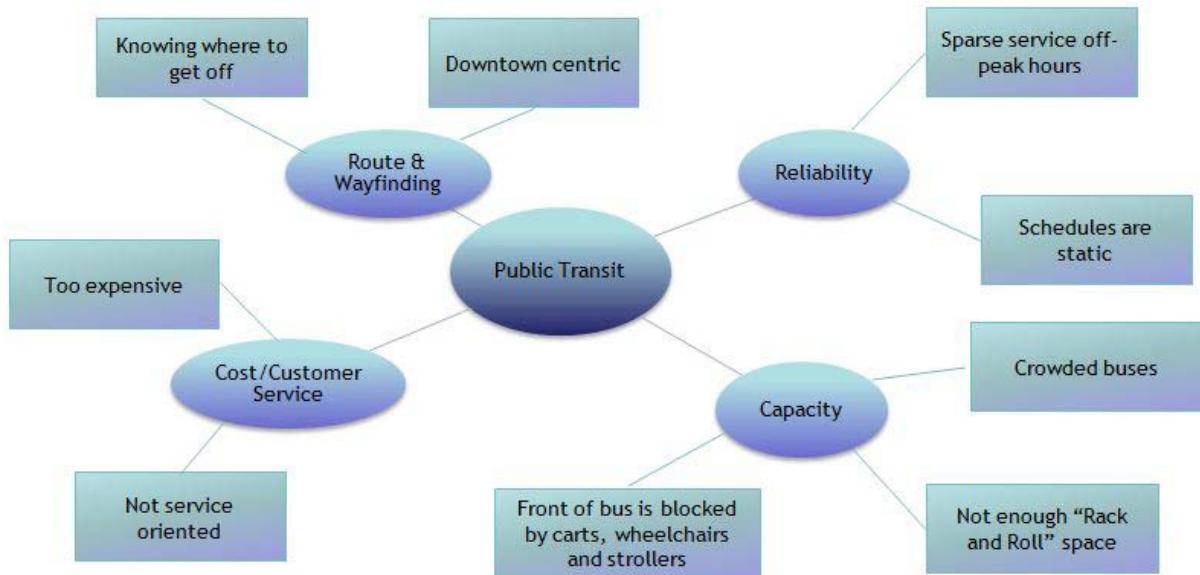 Knowing where to
get off
Downtown centric
Sparse service off-
peak hours
Route &
Wayfinding
Reliability
Public Transit
Schedules are
static
Too expensive
Cost/Customer
Service
Capacity
Crowded buses
Not service
oriented
Front of bus is blocked
by carts, wheelchairs
and strollers
Not enough “Rack
and Roll” space